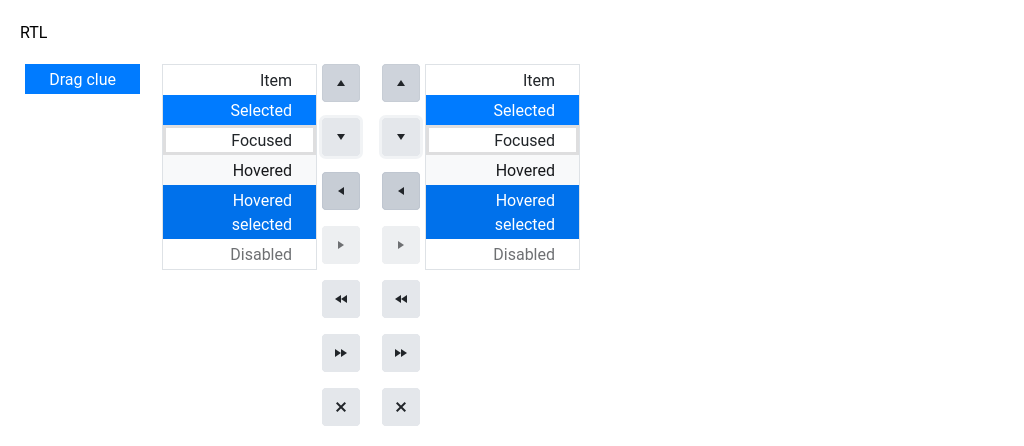 RTL
Drag clue
Item
Selected
Focused
Hovered
Hovered
selected
Disabled
Item
Selected
Focused
Hovered
Hovered
selected
Disabled